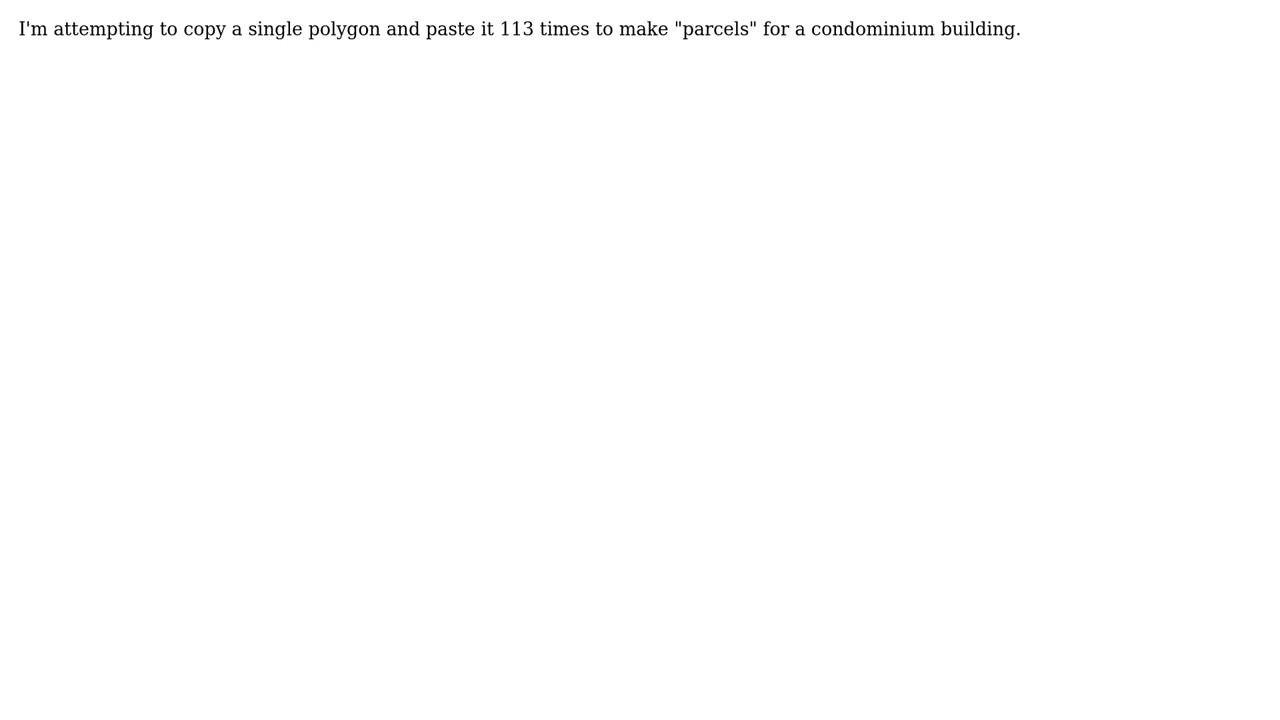 I'm attempting to copy a single polygon and paste it 113 times to make "parcels" for a condominium building.